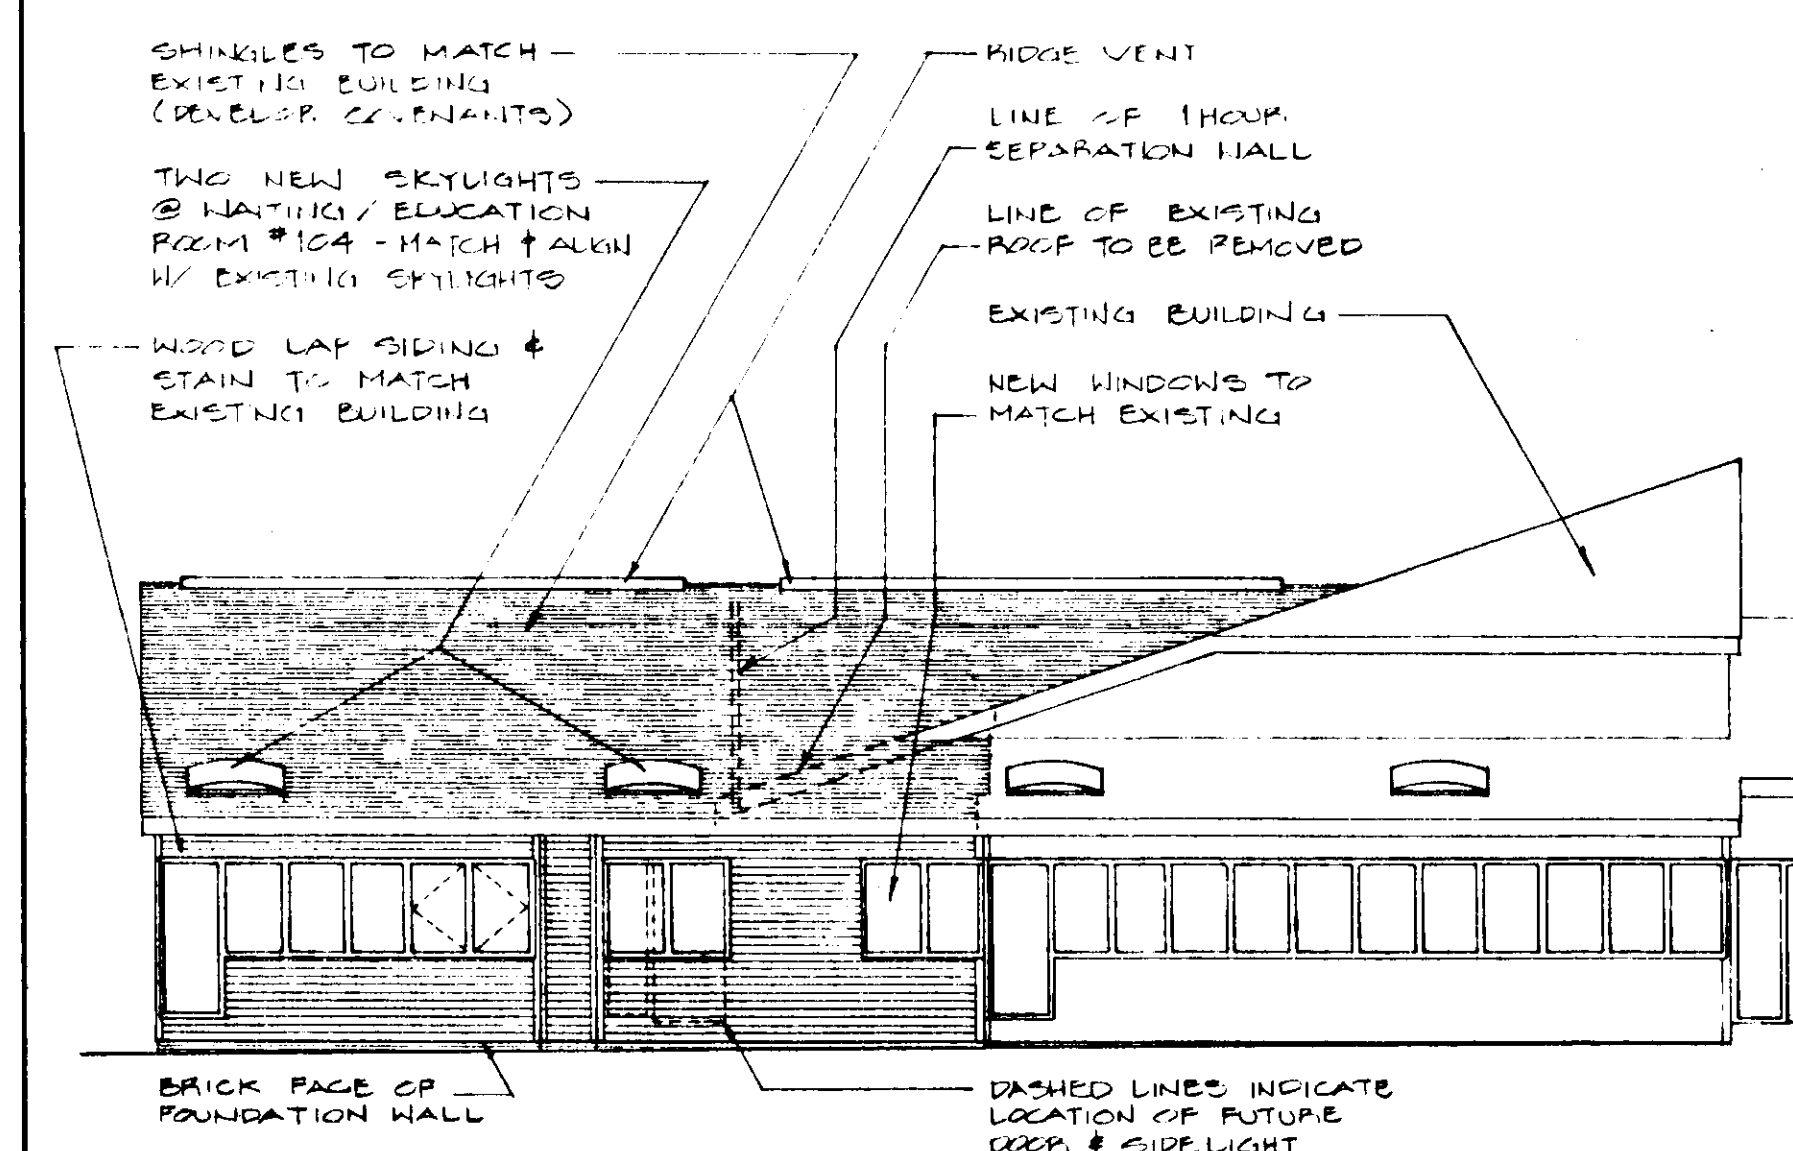 SHINGLES TO MATCH
EXISTING BUILDING
(DEVELOP. COVENANTS)
TWO NEW SKYLIGHTS
@ WAITING / EDUCATION
ROOM #104 - MATCH & ALIGN
W/ EXISTING SKYLIGHTS
WOOD LAP SIDING &
STAIN TO MATCH
EXISTING BUILDING
RIDGE VENT
LINE OF 1 HOUR
SEPARATION WALL
LINE OF EXISTING
ROOF TO BE REMOVED
EXISTING BUILDING
NEW WINDOWS TO
MATCH EXISTING
BRICK FACE OF
FOUNDATION WALL
DASHED LINES INDICATE
LOCATION OF FUTURE
DOOR & SIDELIGHT